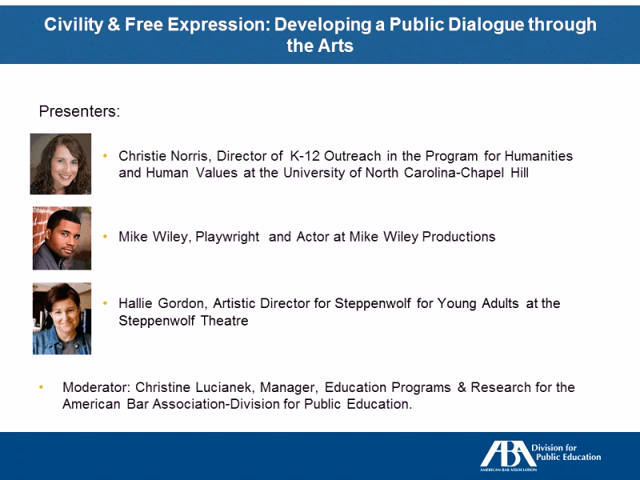 Civility & Free Expression: Developing a Public Dialogue through
the Arts
Presenters:
• Christie Norris, Director of K-12 Outreach in the Program for Humanities
and Human Values at the University of North Carolina-Chapel Hill
• Mike Wiley, Playwright and Actor at Mike Wiley Productions
• Hallie Gordon, Artistic Director for Steppenwolf for Young Adults at the
Steppenwolf Theatre
• Moderator: Christine Lucianek, Manager, Education Programs & Research for the
American Bar Association-Division for Public Education.
ABA
AMERICAN BAR ASSOCIATION
Division for
Public Education